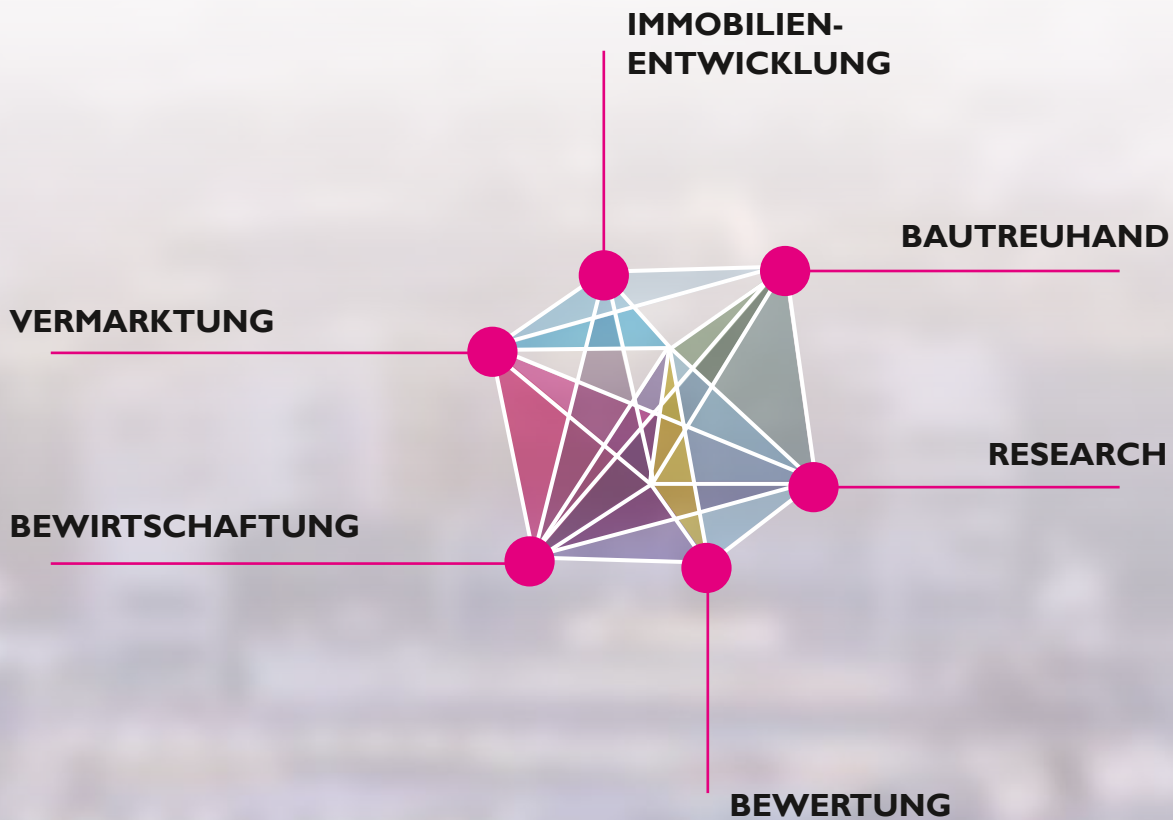 IMMOBILIEN-
ENTWICKLUNG
BAUTREUHAND
VERMARKTUNG
RESEARCH
BEWIRTSCHAFTUNG
BEWERTUNG